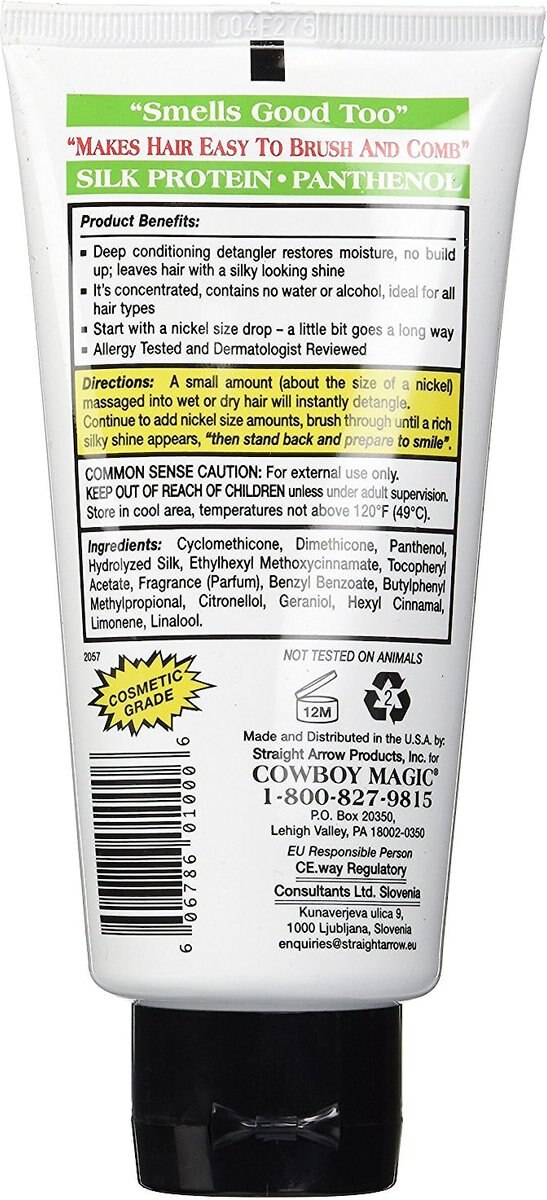 004E275
"Smells Good Too"
"MAKES HAIR EASY TO BRUSH AND COMB"
SILK PROTEIN • PANTHENOL
Product Benefits:
▪ Deep conditioning detangler restores moisture, no build
up; leaves hair with a silky looking shine
▪ It's concentrated, contains no water or alcohol, ideal for all
hair types
▪ Start with a nickel size drop – a little bit goes a long way
▪ Allergy Tested and Dermatologist Reviewed
Directions: A small amount (about the size of a nickel)
massaged into wet or dry hair will instantly detangle.
Continue to add nickel size amounts, brush through until a rich
silky shine appears, "then stand back and prepare to smile".
COMMON SENSE CAUTION: For external use only.
KEEP OUT OF REACH OF CHILDREN unless under adult supervision.
Store in cool area, temperatures not above 120°F (49°C).
Ingredients: Cyclomethicone, Dimethicone, Panthenol,
Hydrolyzed Silk, Ethylhexyl Methoxycinnamate, Tocopheryl
Acetate, Fragrance (Parfum), Benzyl Benzoate, Butylphenyl
Methylpropional, Citronellol, Geraniol, Hexyl Cinnamal,
Limonene, Linalool.
2057
COSMETIC
GRADE
6 06786 01000 6
NOT TESTED ON ANIMALS
12M
2
Made and Distributed in the U.S.A. by:
Straight Arrow Products, Inc. for
COWBOY MAGIC®
1-800-827-9815
P.O. Box 20350,
Lehigh Valley, PA 18002-0350
EU Responsible Person
CE.way Regulatory
Consultants Ltd. Slovenia
Kunaverjeva ulica 9,
1000 Ljubljana, Slovenia
enquiries@straightarrow.eu